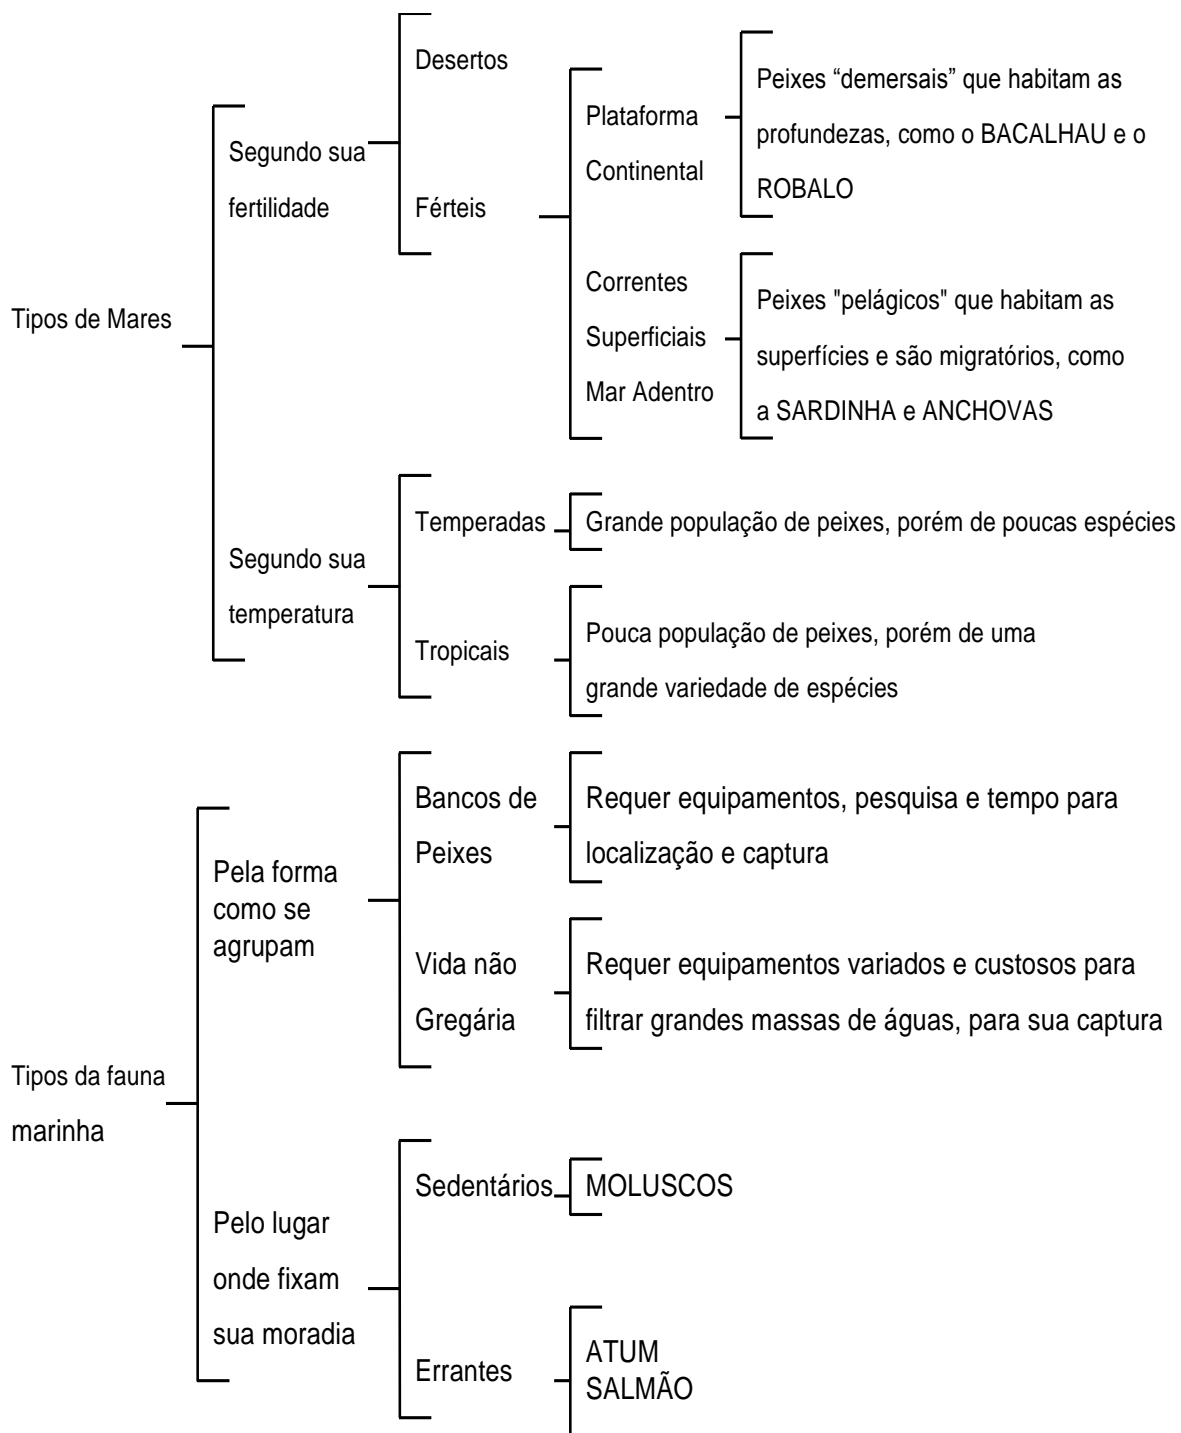 Tipos de Mares
Segundo sua
fertilidade
Desertos
Férteis
Plataforma
Continental
Peixes “demersais” que habitam as
profundezas, como o BACALHAU e o
ROBALO
Correntes
Superficiais
Mar Adentro
Peixes "pelágicos" que habitam as
superfícies e são migratórios, como
a SARDINHA e ANCHOVAS
Segundo sua
temperatura
Temperadas
Grande população de peixes, porém de poucas espécies
Tropicais
Pouca população de peixes, porém de uma
grande variedade de espécies
Tipos da fauna
marinha
Pela forma
como se
agrupam
Bancos de
Peixes
Requer equipamentos, pesquisa e tempo para
localização e captura
Vida não
Gregária
Requer equipamentos variados e custosos para
filtrar grandes massas de águas, para sua captura
Pelo lugar
onde fixam
sua moradia
Sedentários
MOLUSCOS
Errantes
ATUM
SALMÃO